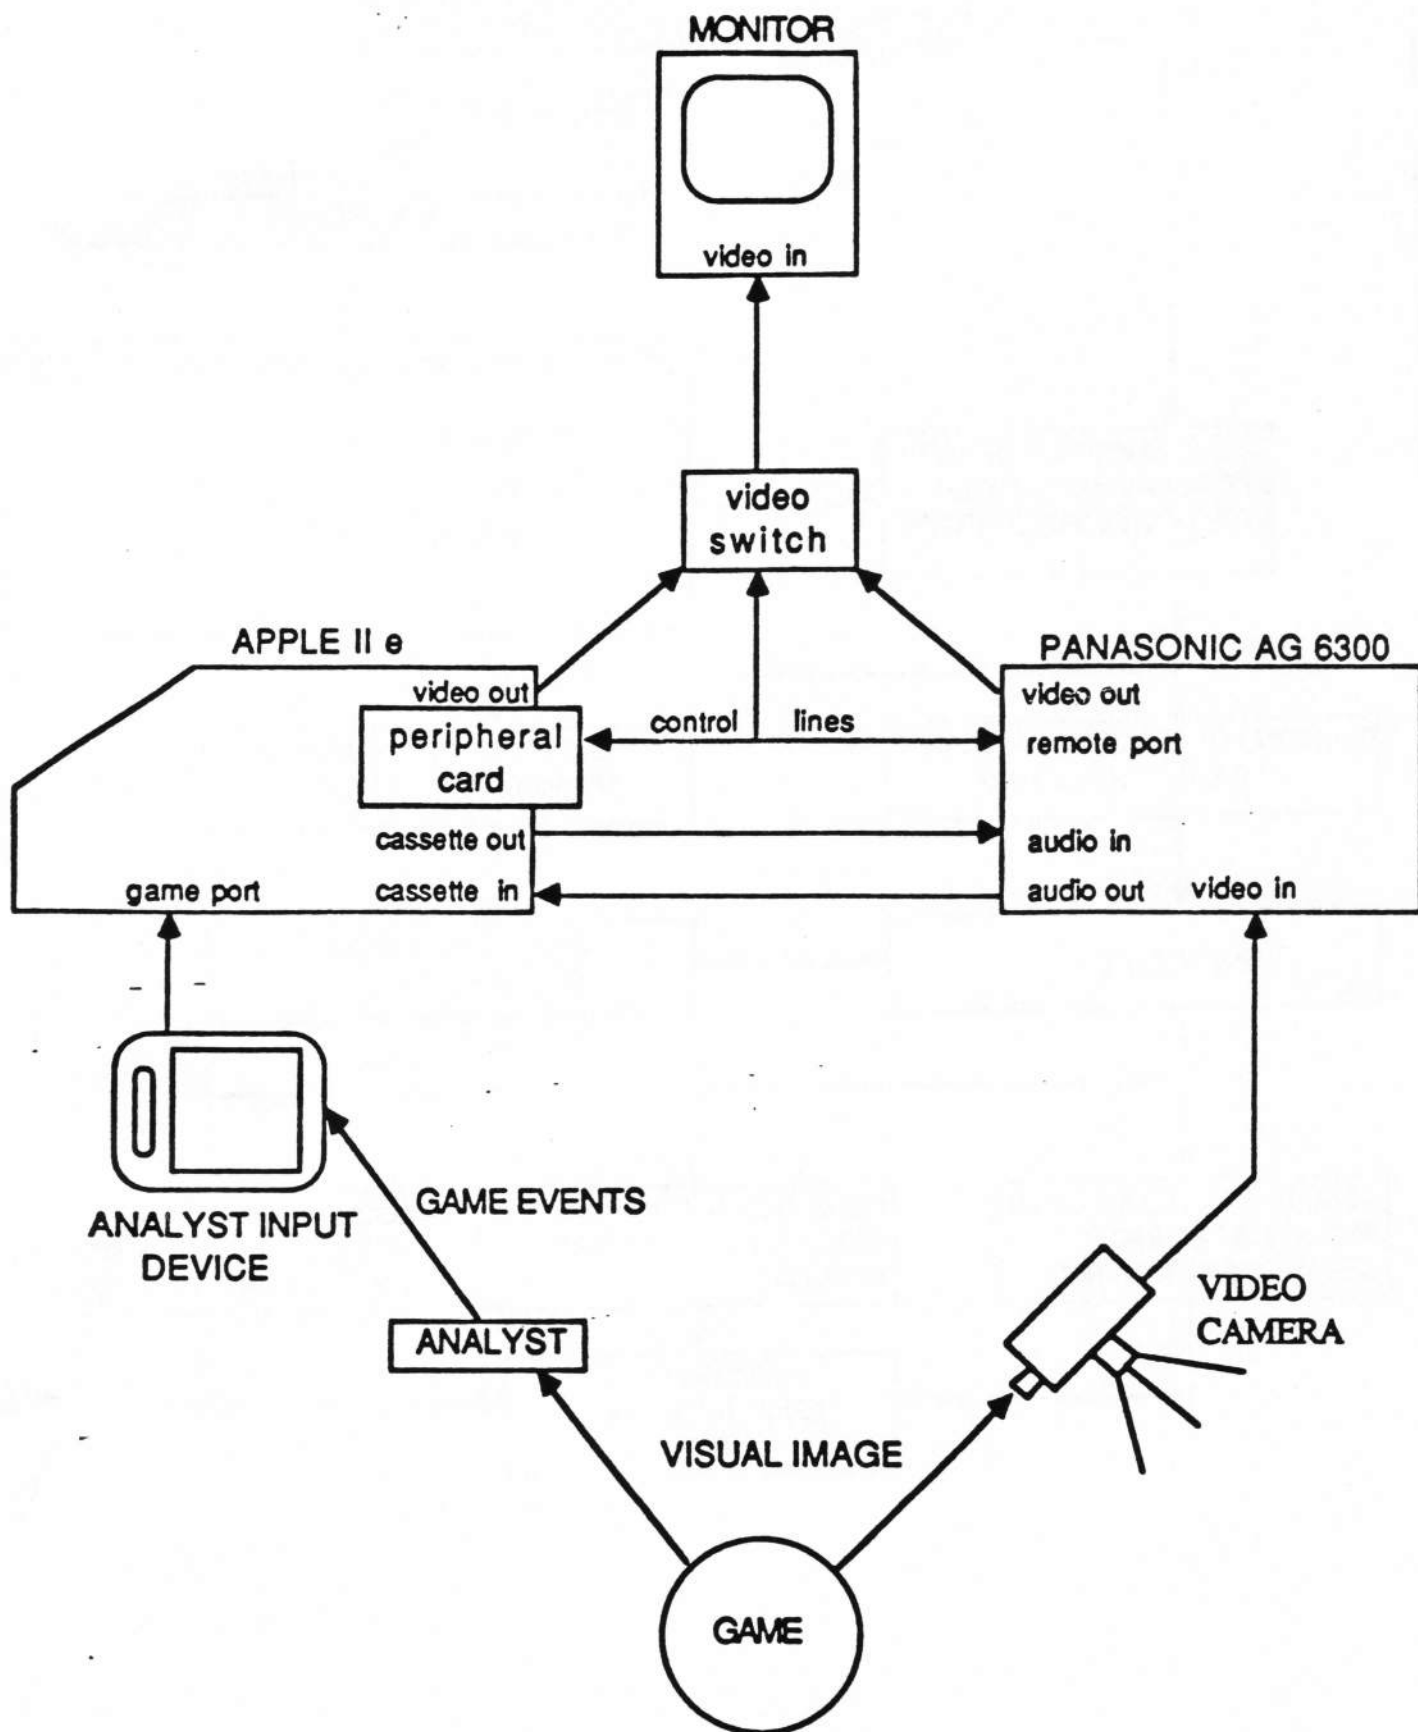 MONITOR
video in
video
switch
APPLE II e
PANASONIC AG 6300
video out
video out
peripheral
card
control lines
remote port
cassette out
audio in
game port
cassette in
audio out
video in
GAME EVENTS
ANALYST INPUT
DEVICE
VIDEO
CAMERA
ANALYST
VISUAL IMAGE
GAME